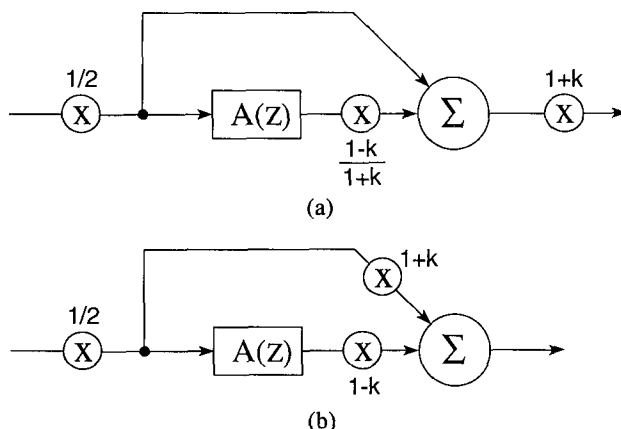 1/2
X
A(Z)
X
1-k
1+k
Σ
1+k
X
(a)
1/2
X
A(Z)
X
1-k
X
1+k
Σ
(b)